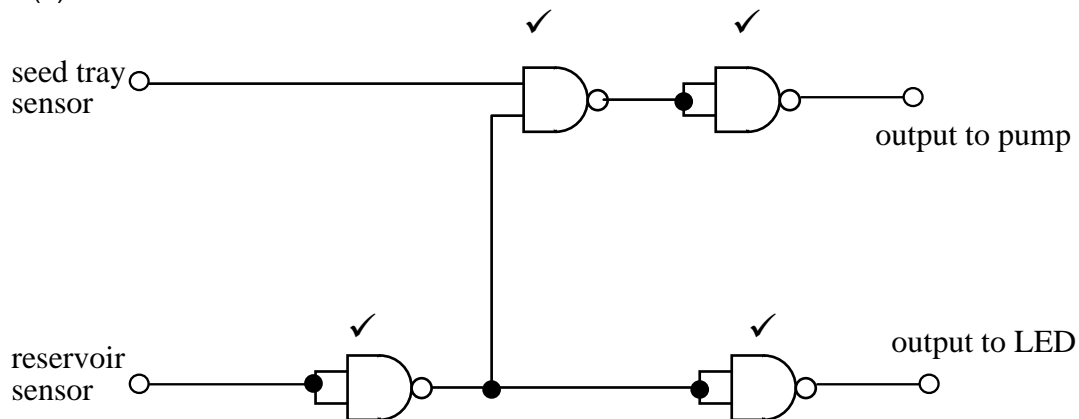 ✓ ✓
seed tray
sensor
output to pump
✓ ✓
reservoir
sensor
output to LED